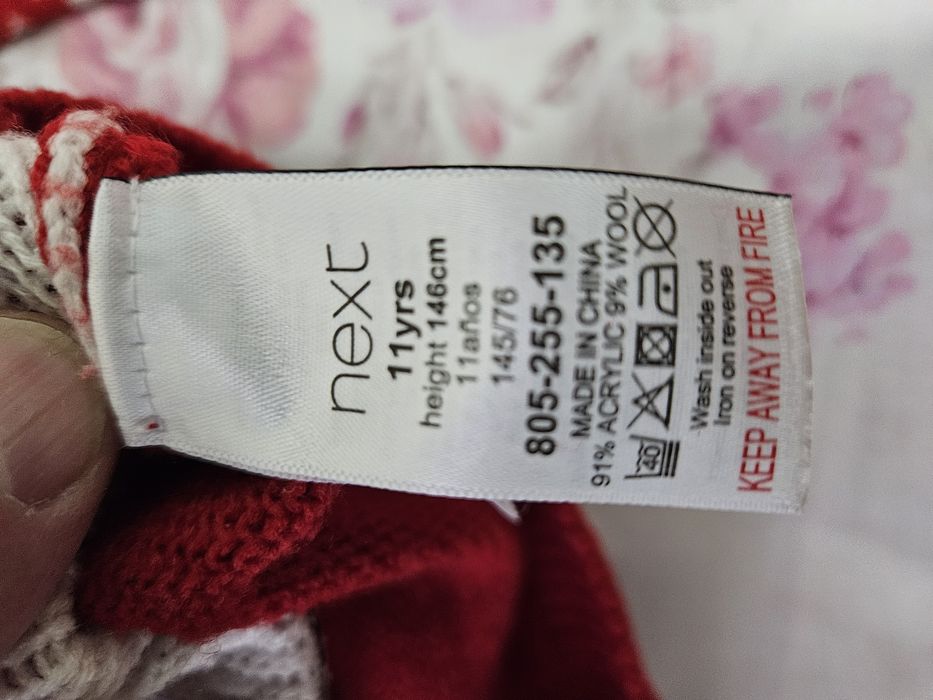 next
11yrs
height 146cm
11años
145/76
805-255-135
MADE IN CHINA
91% ACRYLIC 9% WOOL
40
Wash inside out
Iron on reverse
KEEP AWAY FROM FIRE